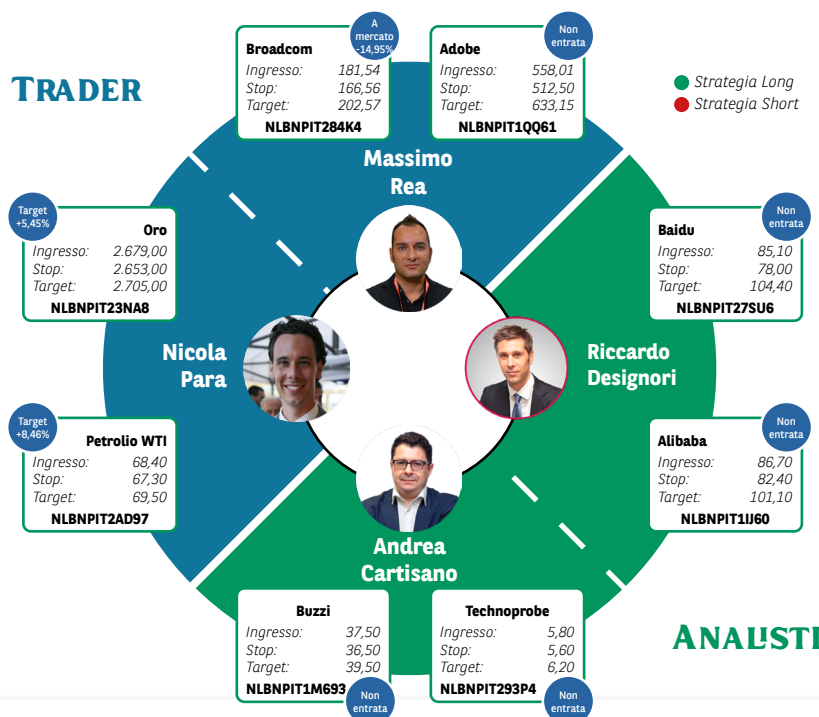 TRADER
Broadcom
A
mercato
-14,95%
Ingresso: 181,54
Stop: 166,56
Target: 202,57
NLBNPIT284K4
Adobe
Non
entrata
Ingresso: 558,01
Stop: 512,50
Target: 633,15
NLBNPIT1QQ61
Strategia Long
Strategia Short
Massimo
Rea
Target
+5,45%
Oro
Ingresso: 2.679,00
Stop: 2.653,00
Target: 2.705,00
NLBNPIT23NA8
Baidu
Non
entrata
Ingresso: 85,10
Stop: 78,00
Target: 104,40
NLBNPIT27SU6
Nicola
Para
Riccardo
Designori
Target
+8,46%
Petrolio WTI
Ingresso: 68,40
Stop: 67,30
Target: 69,50
NLBNPIT2AD97
Alibaba
Non
entrata
Ingresso: 86,70
Stop: 82,40
Target: 101,10
NLBNPIT1IJ60
Andrea
Cartisano
Buzzi
Ingresso: 37,50
Stop: 36,50
Target: 39,50
NLBNPIT1M693
Non
entrata
Technoprobe
Ingresso: 5,80
Stop: 5,60
Target: 6,20
NLBNPIT293P4
Non
entrata
ANALISTI